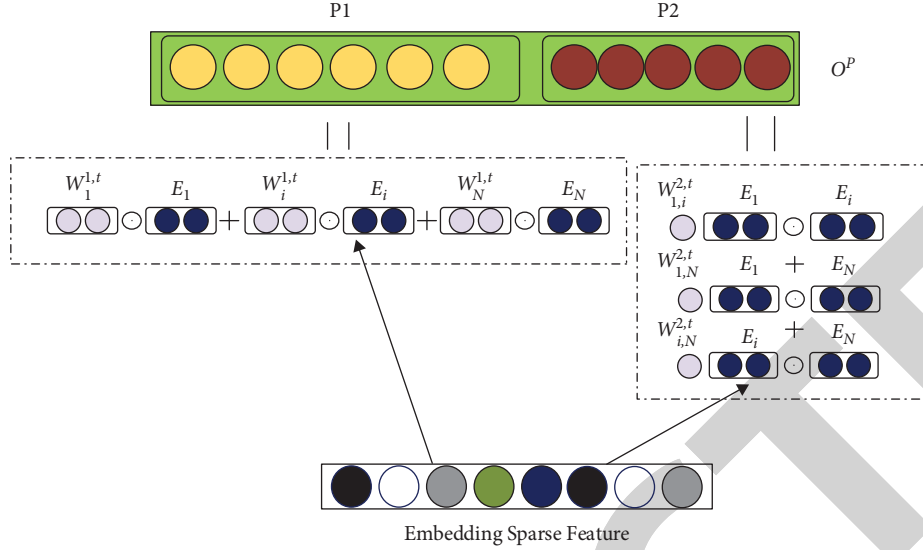 P1 P2
O^P
W_1^{1,t} E_1 W_i^{1,t} E_i W_N^{1,t} E_N
⊙ + ⊙ + ⊙
W_{1,i}^{2,t} E_1 E_i
⊙
+
W_{1,N}^{2,t} E_1 E_N
⊙
+
W_{i,N}^{2,t} E_i E_N
⊙
Embedding Sparse Feature